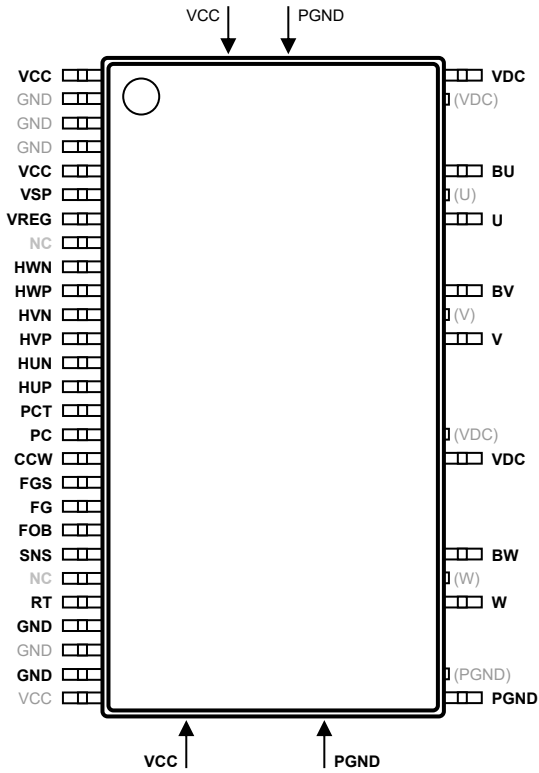 VCC PGND
VCC
GND
GND
GND
VCC
VSP
VREG
NC
HWN
HWP
HVN
HVP
HUN
HUP
PCT
PC
CCW
FGS
FG
FOB
SNS
NC
RT
GND
GND
GND
VCC
VDC
(VDC)
BU
(U)
U
BV
(V)
V
(VDC)
VDC
BW
(W)
W
(PGND)
PGND
VCC PGND